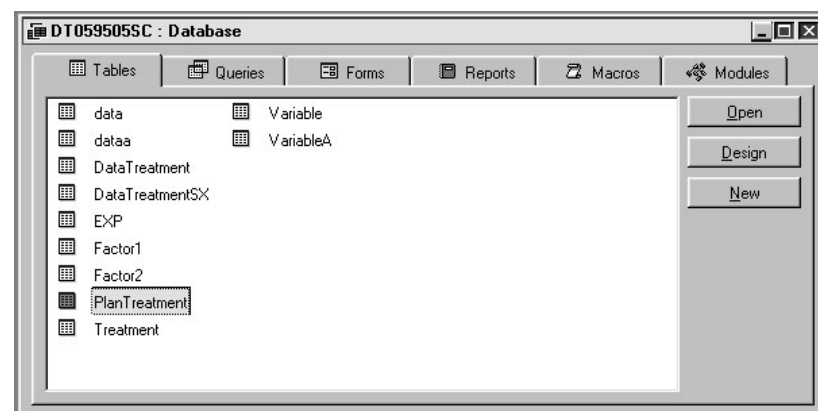 DT059505SC : Database
Tables Queries Forms Reports Macros Modules
data Variable Open
dataa VariableA
DataTreatment Design
DataTreatmentSX New
EXP
Factor1
Factor2
PlanTreatment
Treatment